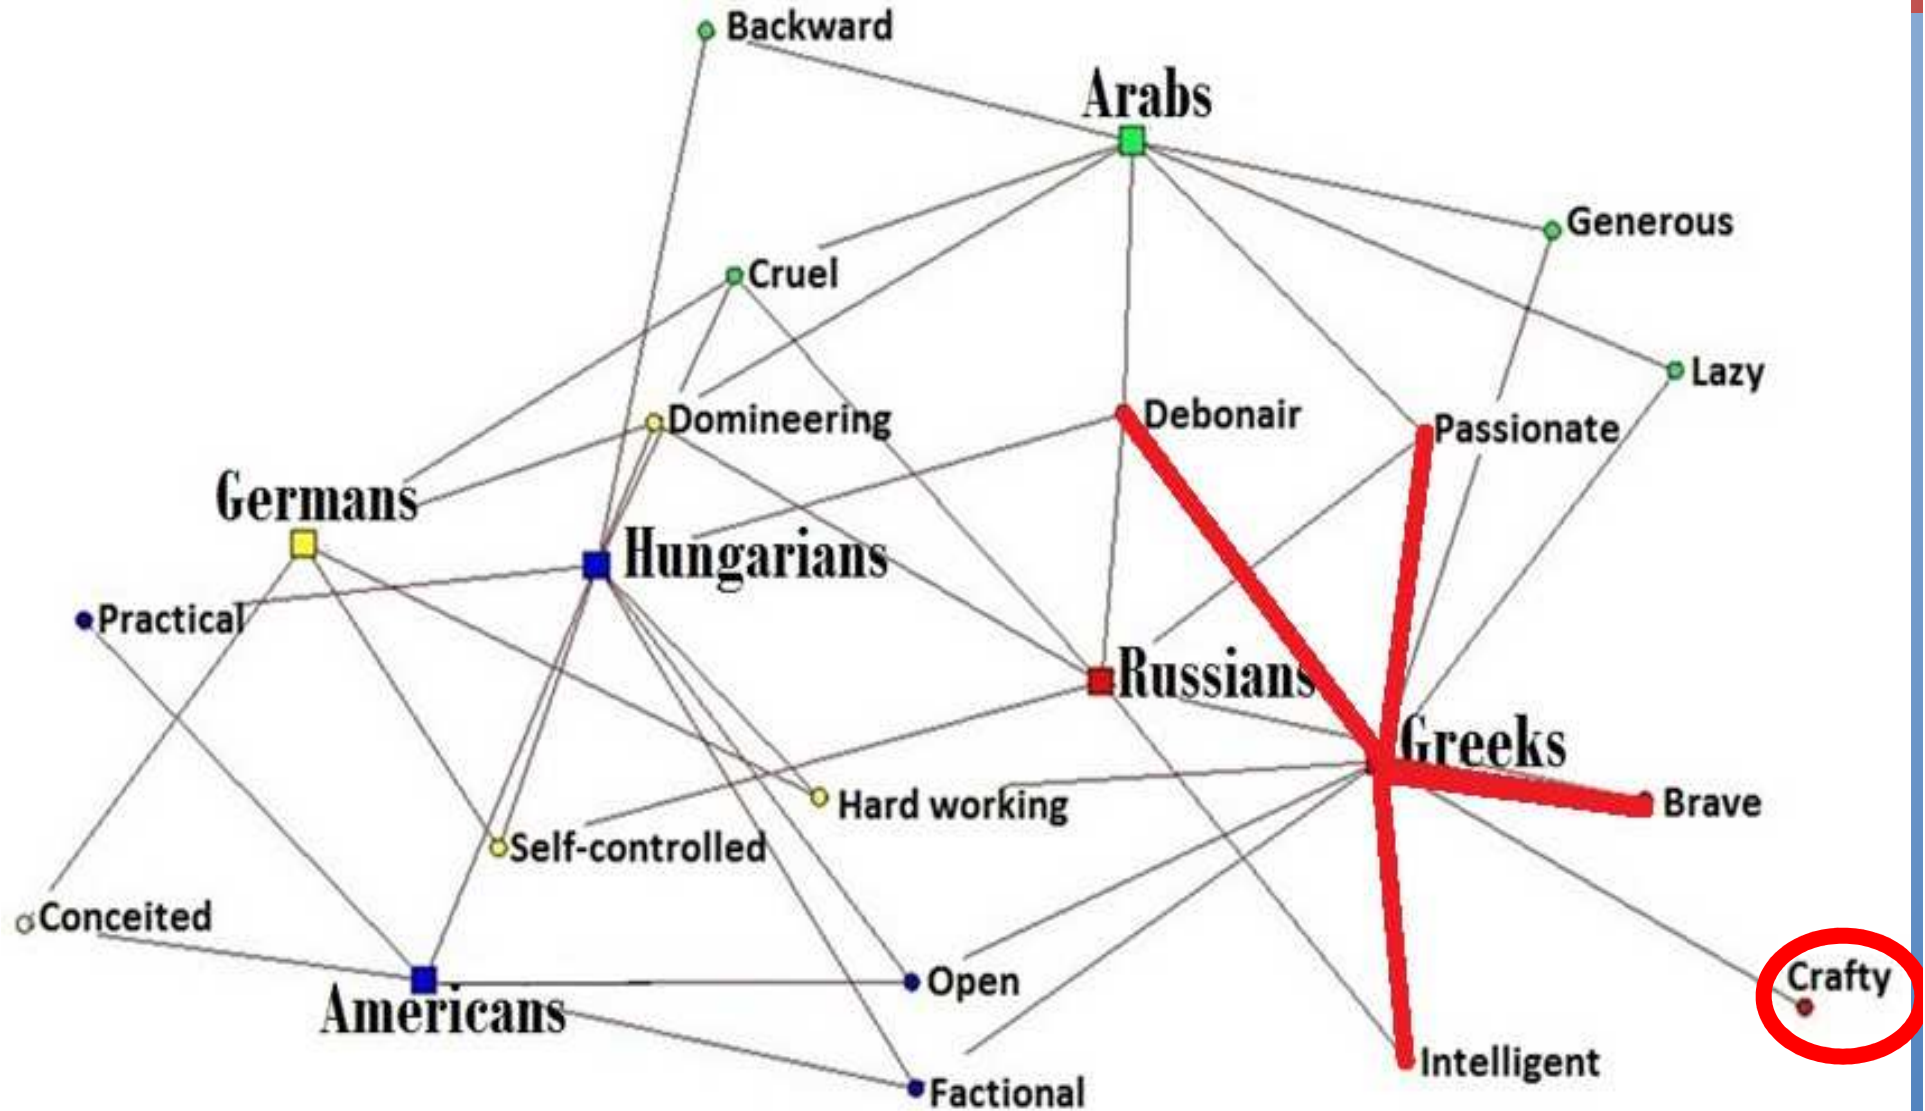 Backward
Arabs
Generous
Cruel
Lazy
Debonair
Domineering
Passionate
Germans
Hungarians
Practical
Russians
Greeks
Brave
Hard working
Self-controlled
Conceited
Open
Crafty
Americans
Intelligent
Factional